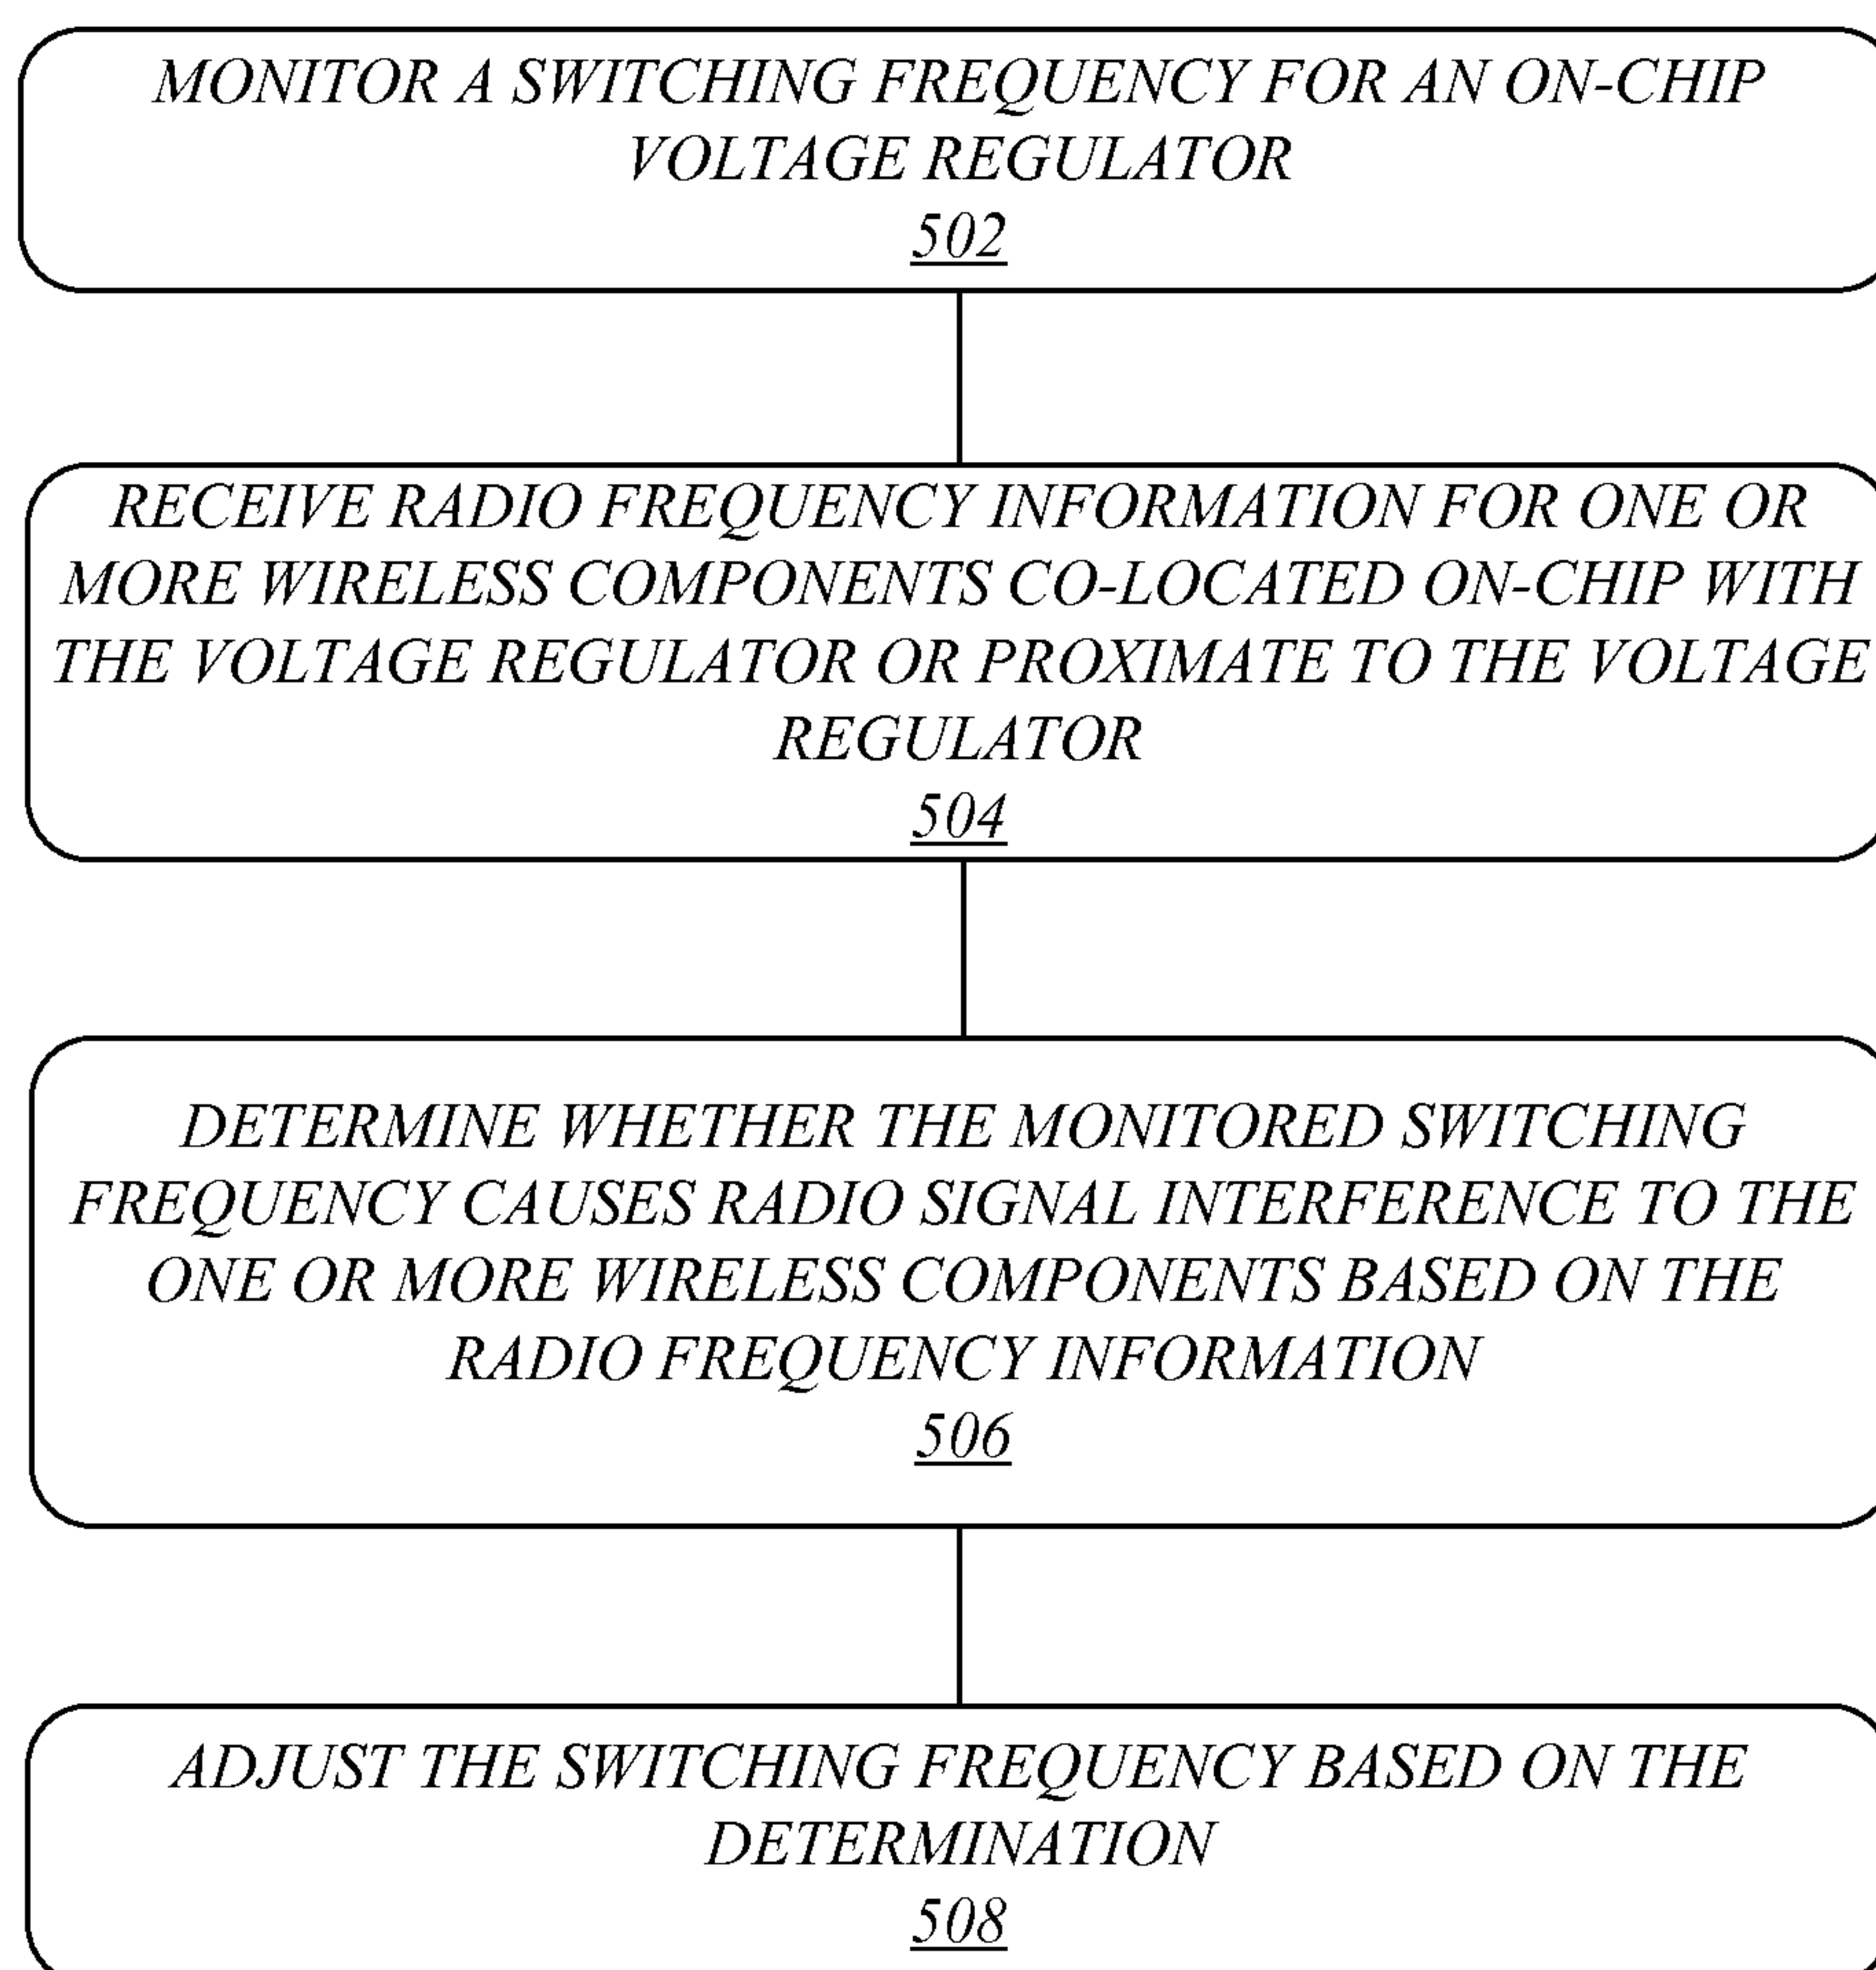 MONITOR A SWITCHING FREQUENCY FOR AN ON-CHIP
VOLTAGE REGULATOR
502
RECEIVE RADIO FREQUENCY INFORMATION FOR ONE OR
MORE WIRELESS COMPONENTS CO-LOCATED ON-CHIP WITH
THE VOLTAGE REGULATOR OR PROXIMATE TO THE VOLTAGE
REGULATOR
504
DETERMINE WHETHER THE MONITORED SWITCHING
FREQUENCY CAUSES RADIO SIGNAL INTERFERENCE TO THE
ONE OR MORE WIRELESS COMPONENTS BASED ON THE
RADIO FREQUENCY INFORMATION
506
ADJUST THE SWITCHING FREQUENCY BASED ON THE
DETERMINATION
508